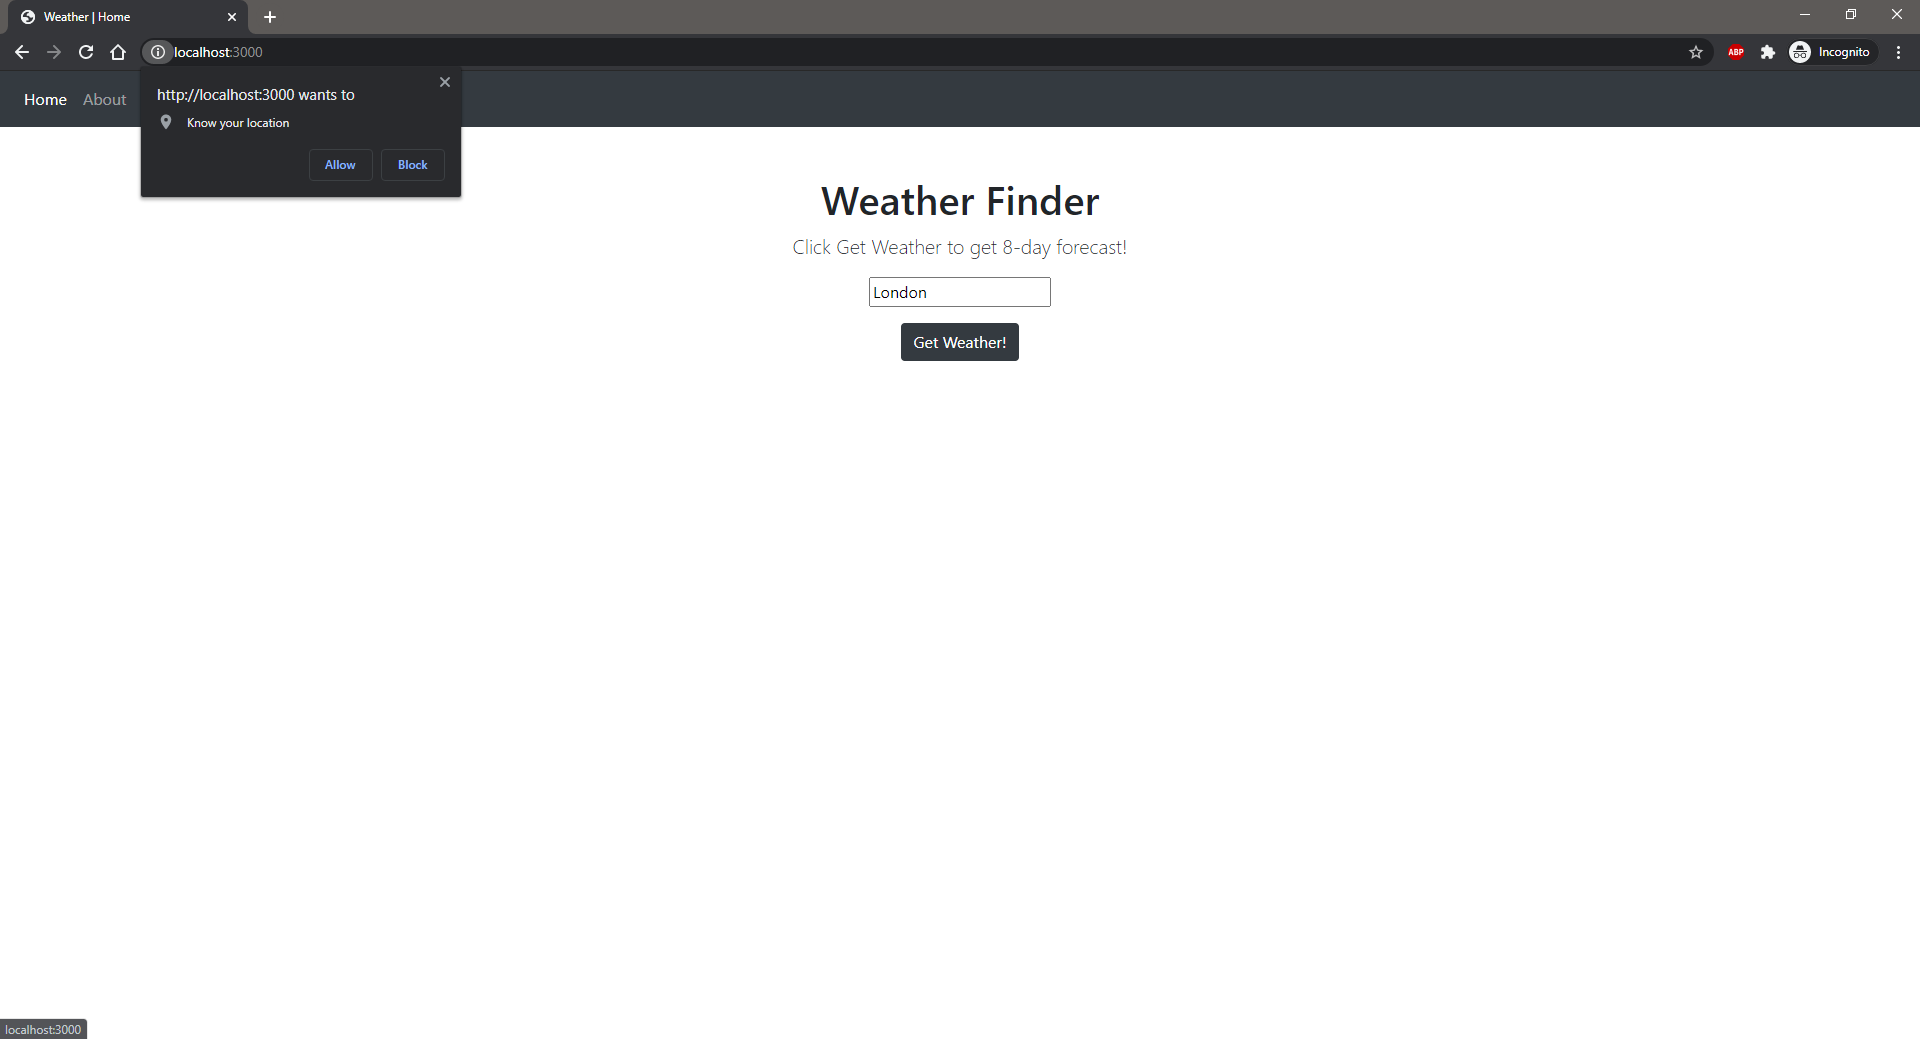 Weather | Home
localhost:3000
ABP
Incognito
Home About
http://localhost:3000 wants to
Know your location
Allow Block
Weather Finder
Click Get Weather to get 8-day forecast!
London
Get Weather!
localhost:3000